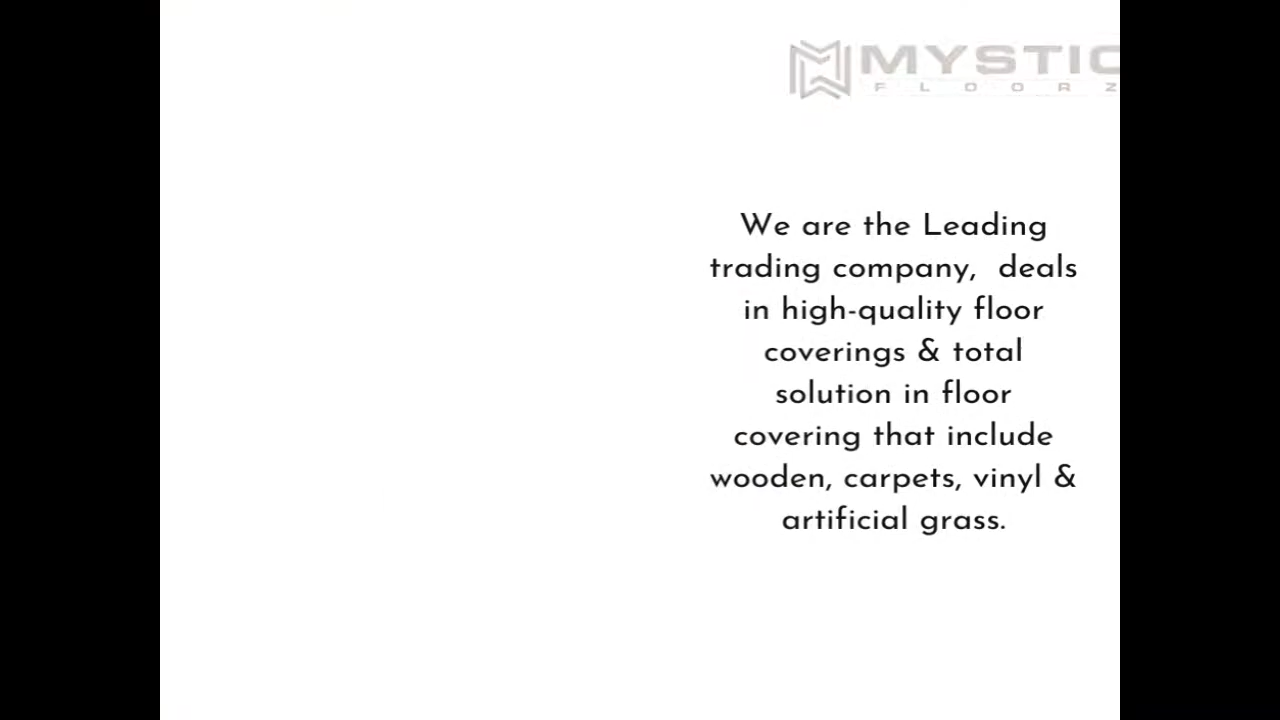 MYSTIC
FLOORZ
We are the Leading
trading company,  deals
in high-quality floor
coverings & total
solution in floor
covering that include
wooden, carpets, vinyl &
artificial grass.